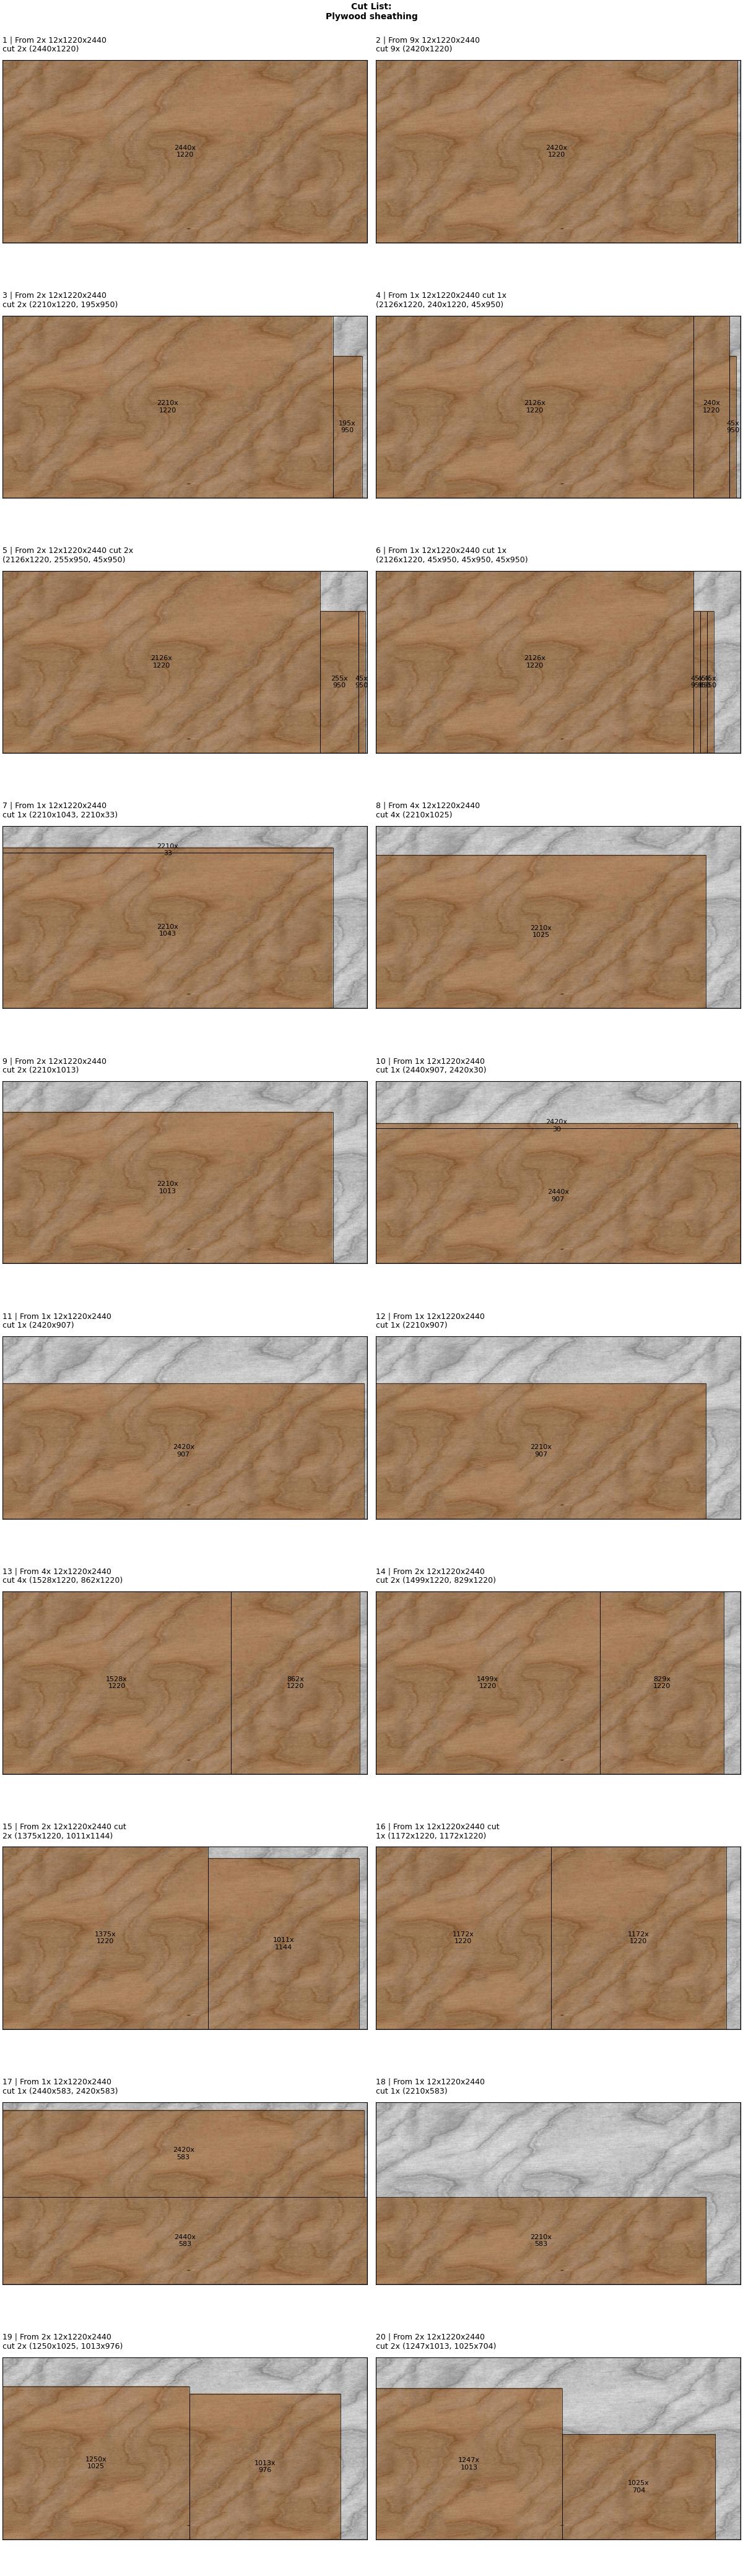 Cut List:
Plywood sheathing
1 | From 2x 12x1220x2440
cut 2x (2440x1220)
2440x
1220
2 | From 9x 12x1220x2440
cut 9x (2420x1220)
2420x
1220
3 | From 2x 12x1220x2440
cut 2x (2210x1220, 195x950)
2210x
1220
195x
950
4 | From 1x 12x1220x2440 cut 1x
(2126x1220, 240x1220, 45x950)
2126x
1220
240x
1220
45x
950
5 | From 2x 12x1220x2440 cut 2x
(2126x1220, 255x950, 45x950)
2126x
1220
255x
950
45x
950
6 | From 1x 12x1220x2440 cut 1x
(2126x1220, 45x950, 45x950, 45x950)
2126x
1220
45x
950
45x
950
45x
950
7 | From 1x 12x1220x2440
cut 1x (2210x1043, 2210x33)
2210x
33
2210x
1043
8 | From 4x 12x1220x2440
cut 4x (2210x1025)
2210x
1025
9 | From 2x 12x1220x2440
cut 2x (2210x1013)
2210x
1013
10 | From 1x 12x1220x2440
cut 1x (2440x907, 2420x30)
2420x
30
2440x
907
11 | From 1x 12x1220x2440
cut 1x (2420x907)
2420x
907
12 | From 1x 12x1220x2440
cut 1x (2210x907)
2210x
907
13 | From 4x 12x1220x2440
cut 4x (1528x1220, 862x1220)
1528x
1220
862x
1220
14 | From 2x 12x1220x2440
cut 2x (1499x1220, 829x1220)
1499x
1220
829x
1220
15 | From 2x 12x1220x2440 cut
2x (1375x1220, 1011x1144)
1375x
1220
1011x
1144
16 | From 1x 12x1220x2440 cut
1x (1172x1220, 1172x1220)
1172x
1220
1172x
1220
17 | From 1x 12x1220x2440
cut 1x (2440x583, 2420x583)
2420x
583
2440x
583
18 | From 1x 12x1220x2440
cut 1x (2210x583)
2210x
583
19 | From 2x 12x1220x2440
cut 2x (1250x1025, 1013x976)
1250x
1025
1013x
976
20 | From 2x 12x1220x2440
cut 2x (1247x1013, 1025x704)
1247x
1013
1025x
704